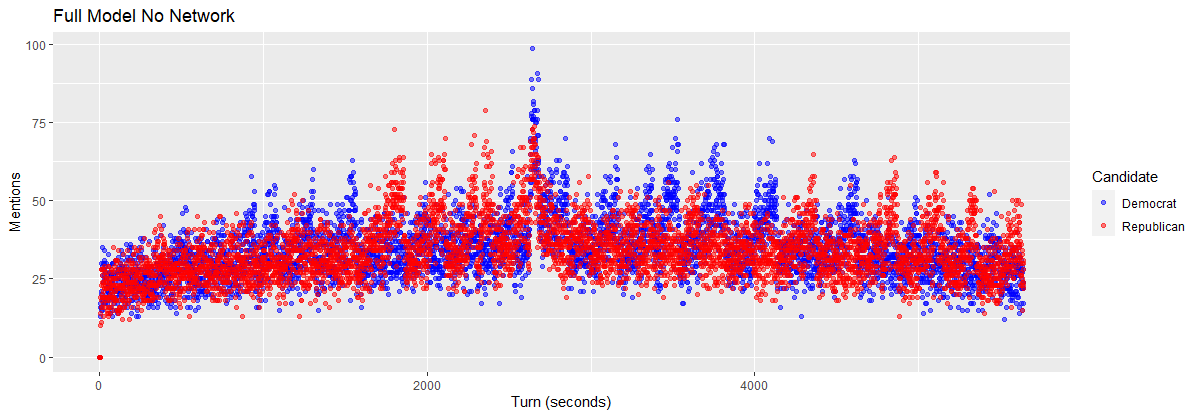 Full Model No Network
100
75
50
25
0
Mentions
0
2000
4000
Turn (seconds)
Candidate
Democrat
Republican